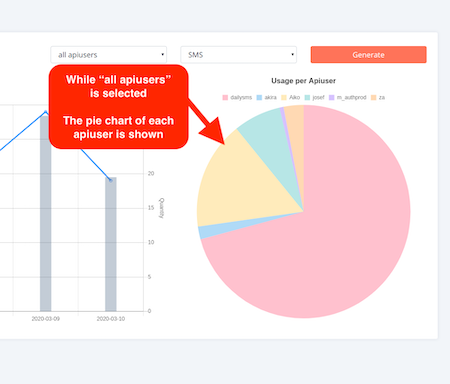 all apiusers
SMS
Generate
While “all apiusers”
is selected
The pie chart of each
apiuser is shown
Usage per Apiuser
dailysms akira Aiko josef m_authprod za
20
15
10
5
0
Quantity
2020-03-09 2020-03-10